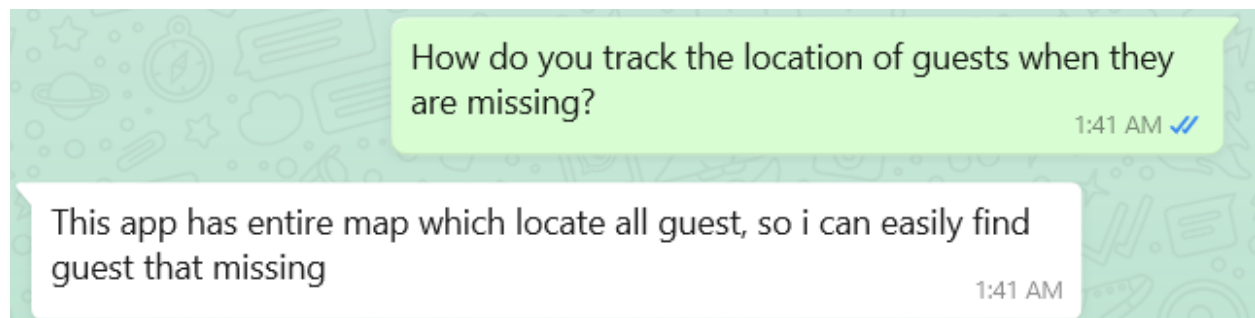 How do you track the location of guests when they
are missing?
1:41 AM
This app has entire map which locate all guest, so i can easily find
guest that missing
1:41 AM